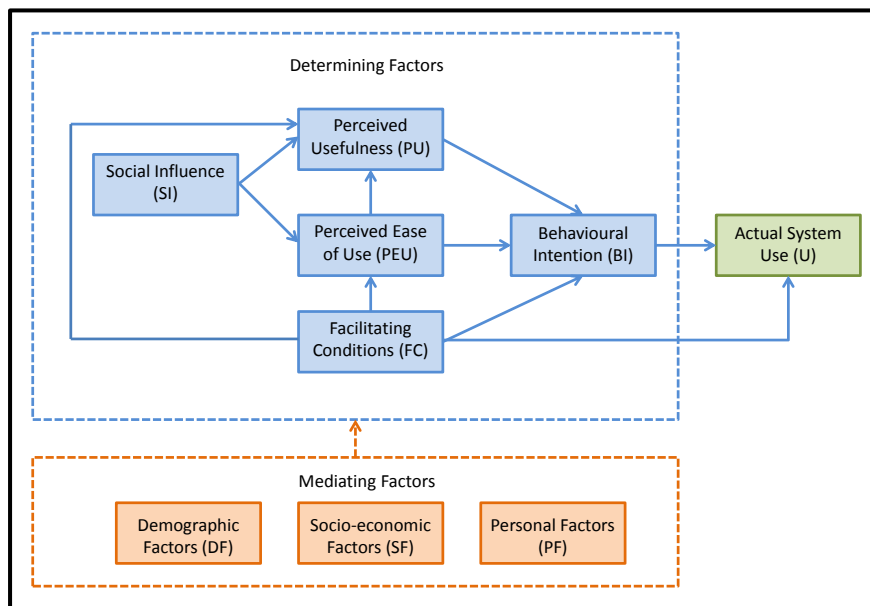 Determining Factors
Perceived
Usefulness (PU)
Social Influence
(SI)
Perceived Ease
of Use (PEU)
Behavioural
Intention (BI)
Actual System
Use (U)
Facilitating
Conditions (FC)
Mediating Factors
Demographic
Factors (DF)
Socio-economic
Factors (SF)
Personal Factors
(PF)